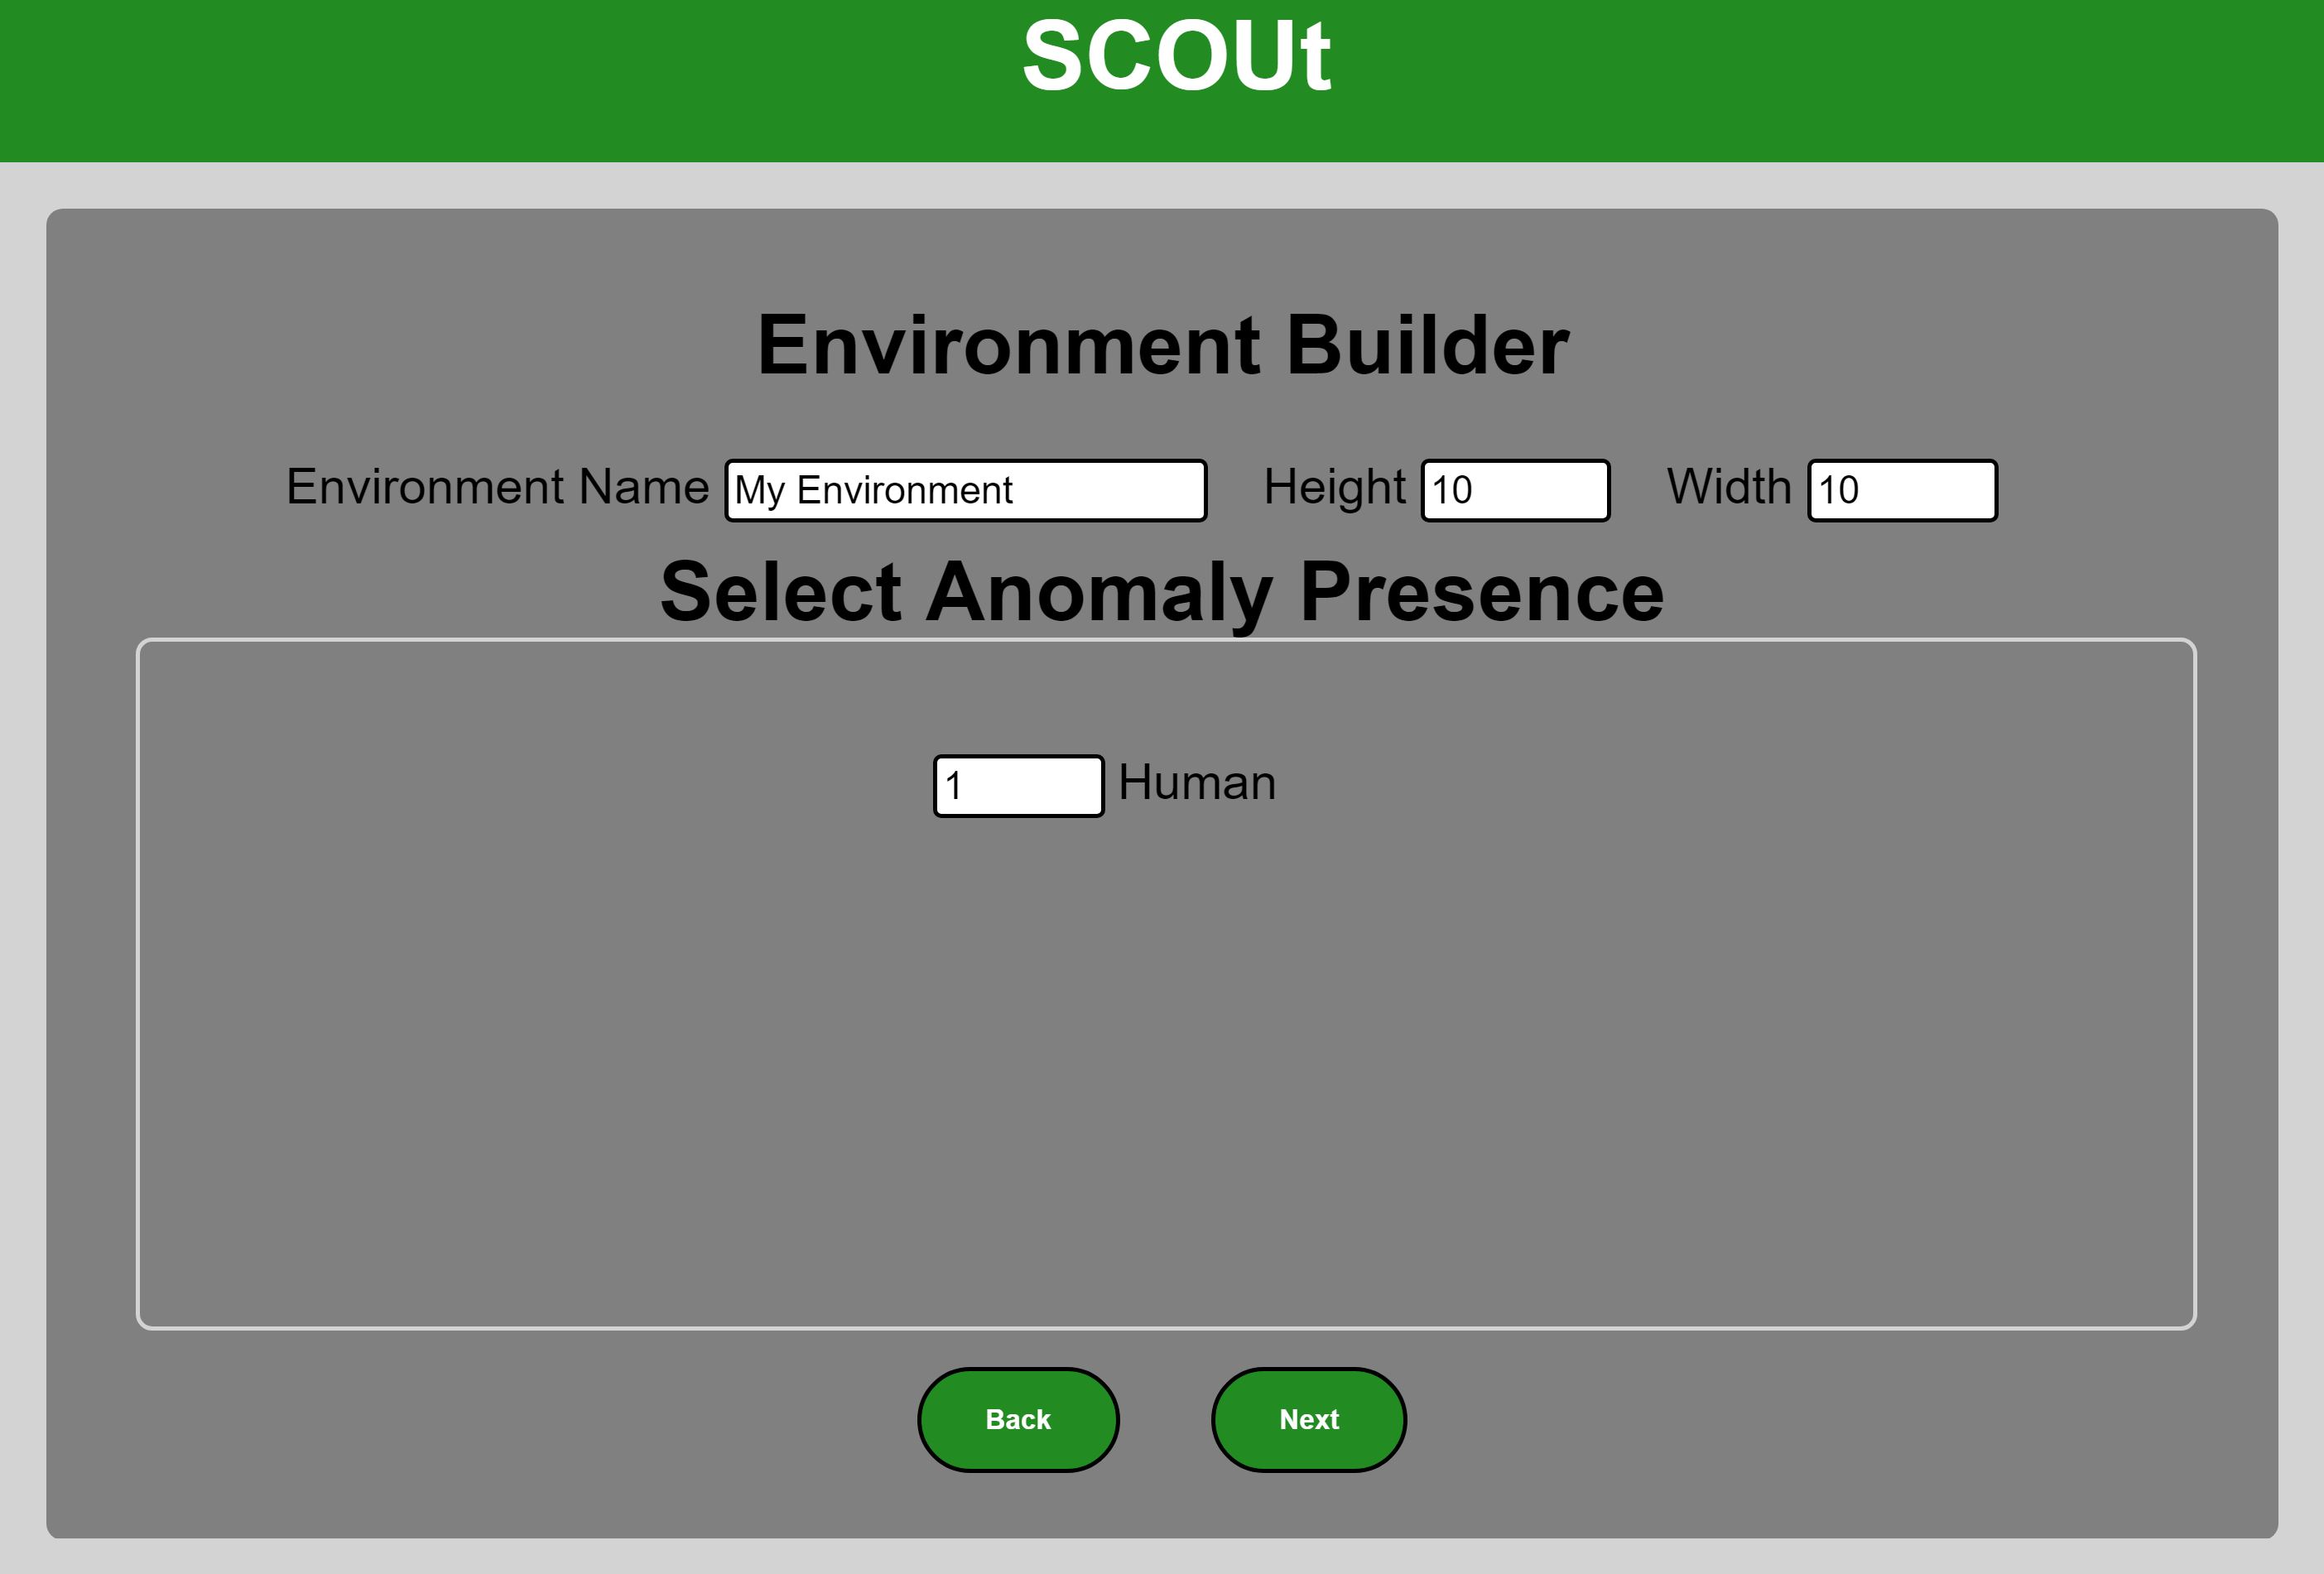 SCOUt
Environment Builder
Environment Name My Environment Height 10 Width 10
Select Anomaly Presence
1 Human
Back Next